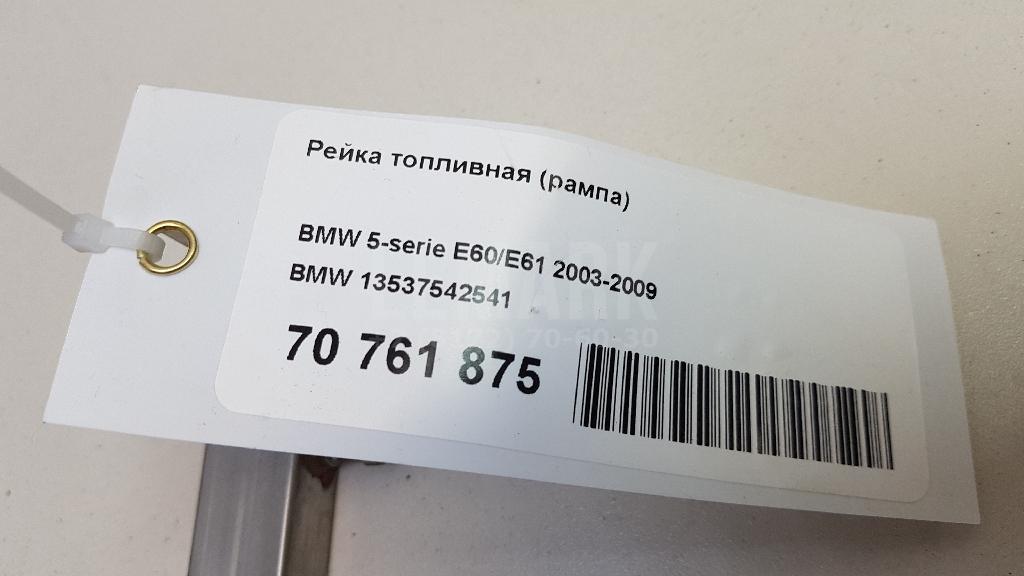 Рейка топливная (рампа)
BMW 5-serie E60/E61 2003-2009
BMW 13537542541
70 761 875